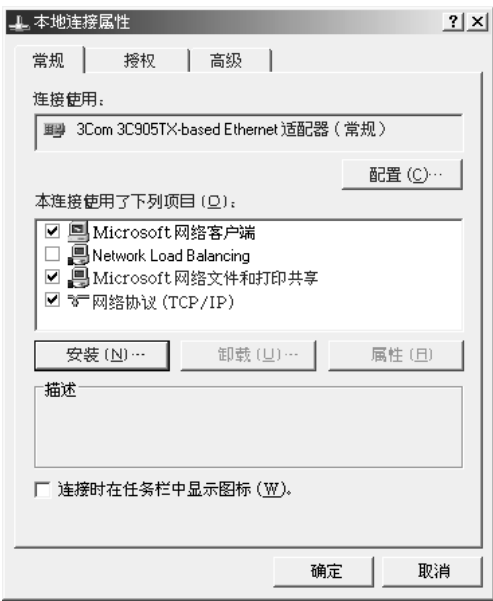 本地连接属性
常规 授权 高级
连接使用:
3Com 3C905TX-based Ethernet 适配器 (常规)
配置 (C)…
本连接使用了下列项目 (O):
Microsoft 网络客户端
Network Load Balancing
Microsoft 网络文件和打印共享
网络协议 (TCP/IP)
安装 (N)… 卸载 (U)… 属性 (R)
描述
连接时在任务栏中显示图标 (W)。
确定 取消